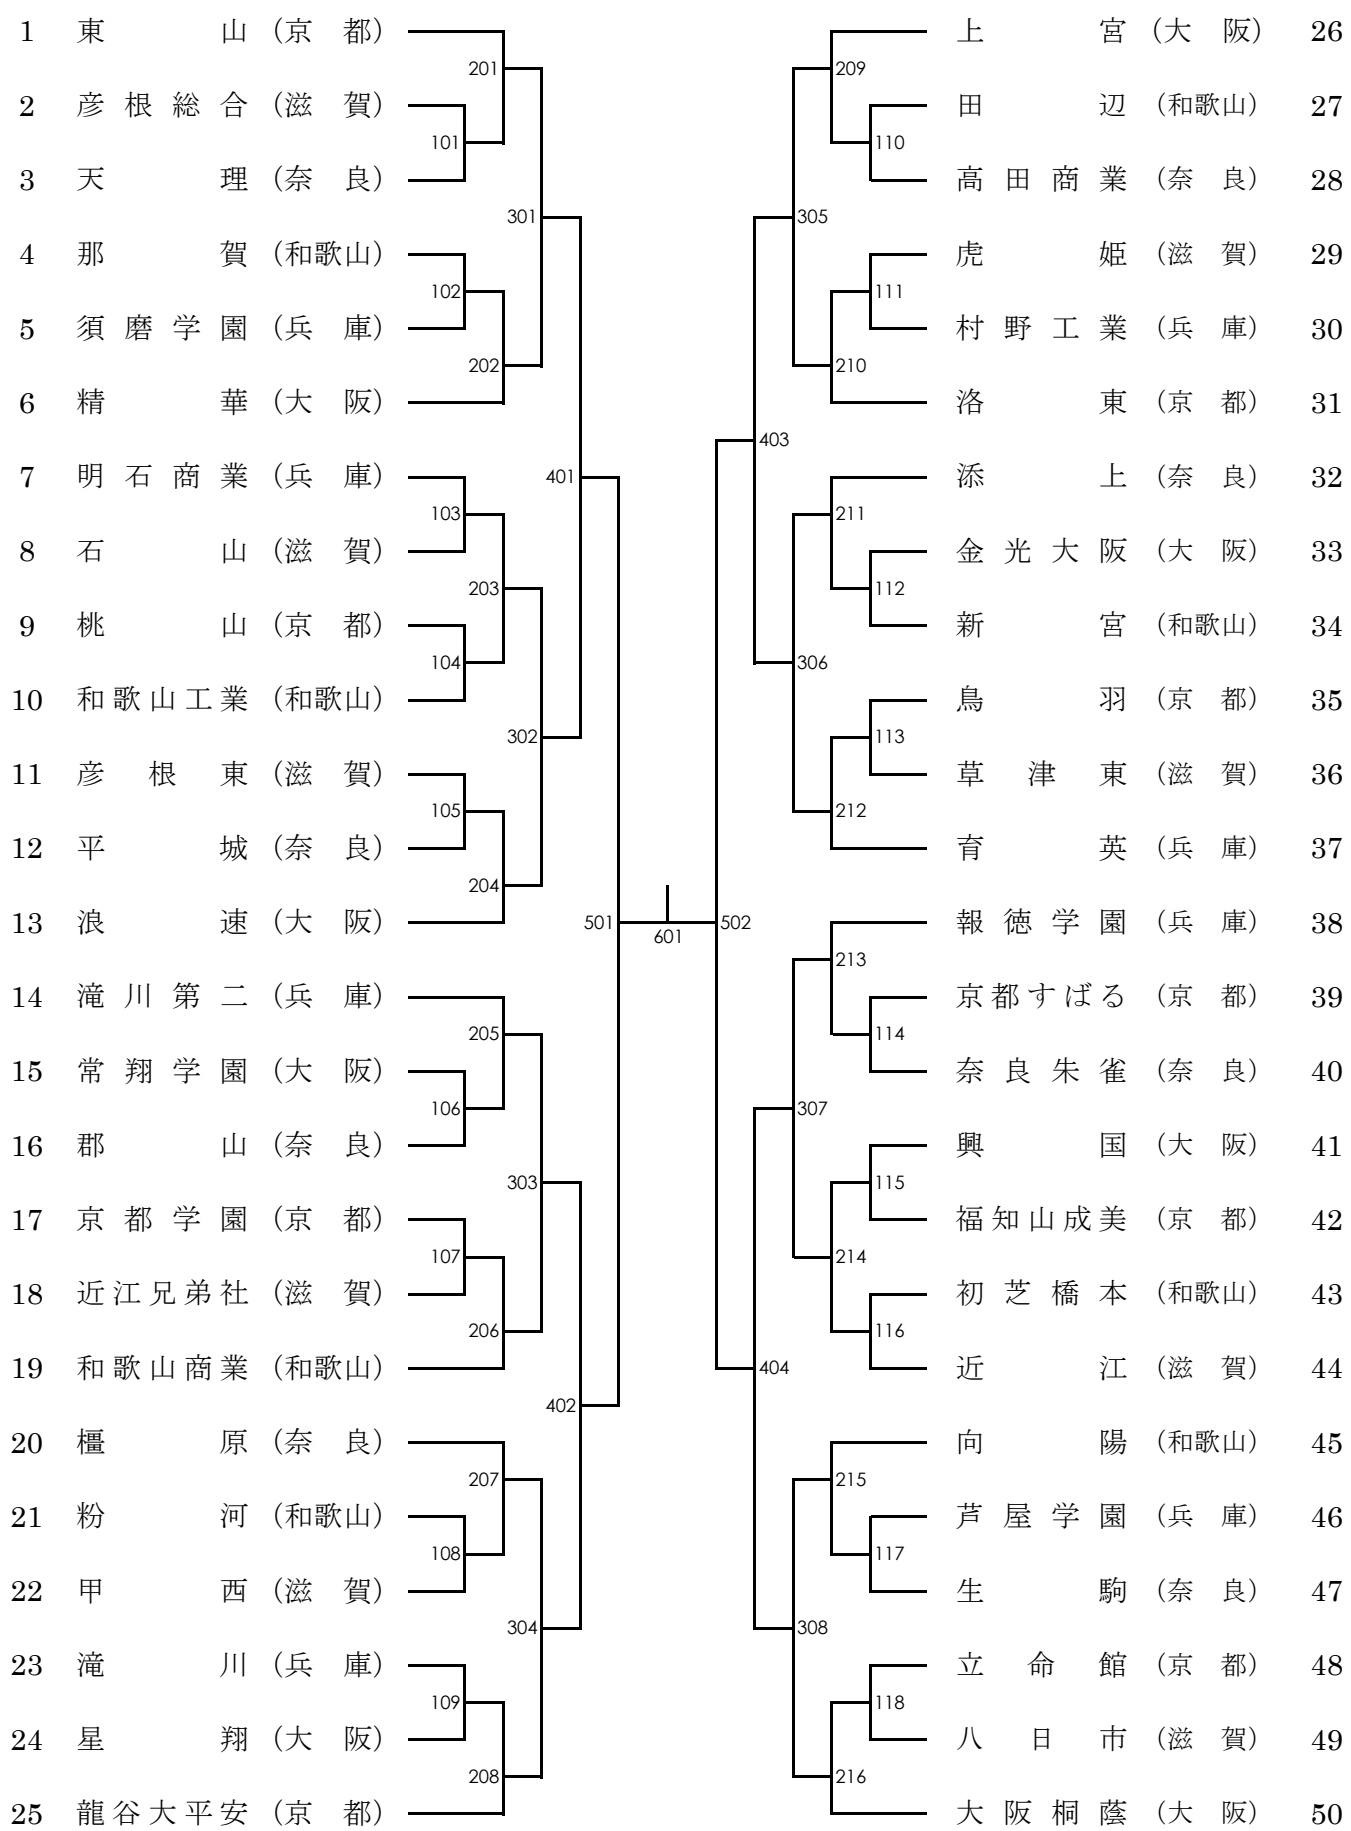 1 東山 (京都)
201
2 彦根総合 (滋賀)
101
3 天理 (奈良)
301
4 那賀 (和歌山)
102
5 須磨学園 (兵庫)
202
6 精華 (大阪)
7 明石商業 (兵庫)
401
103
8 石山 (滋賀)
203
9 桃山 (京都)
104
10 和歌山工業 (和歌山)
302
11 彦根東 (滋賀)
105
12 平城 (奈良)
204
13 浪速 (大阪)
501
601
14 滝川第二 (兵庫)
205
15 常翔学園 (大阪)
106
16 郡山 (奈良)
303
17 京都学園 (京都)
107
18 近江兄弟社 (滋賀)
206
19 和歌山商業 (和歌山)
402
20 橿原 (奈良)
207
21 粉河 (和歌山)
108
22 甲西 (滋賀)
304
23 滝川 (兵庫)
109
24 星翔 (大阪)
208
25 龍谷大平安 (京都)
上宮 (大阪) 26
209
田辺 (和歌山) 27
110
高田商業 (奈良) 28
305
虎姫 (滋賀) 29
111
村野工業 (兵庫) 30
210
洛東 (京都) 31
403
添上 (奈良) 32
211
金光大阪 (大阪) 33
112
新宮 (和歌山) 34
306
鳥羽 (京都) 35
113
草津東 (滋賀) 36
212
育英 (兵庫) 37
502
報徳学園 (兵庫) 38
213
京都すばる (京都) 39
114
奈良朱雀 (奈良) 40
307
興国 (大阪) 41
115
福知山成美 (京都) 42
214
初芝橋本 (和歌山) 43
116
近江 (滋賀) 44
404
向陽 (和歌山) 45
215
芦屋学園 (兵庫) 46
117
生駒 (奈良) 47
308
立命館 (京都) 48
118
八日市 (滋賀) 49
216
大阪桐蔭 (大阪) 50